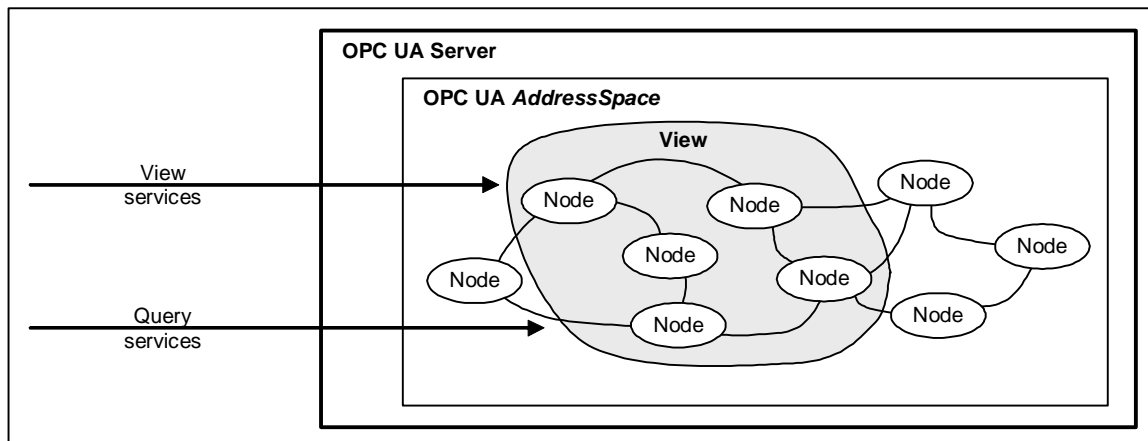 OPC UA Server
OPC UA AddressSpace
View
View
services
Node
Node
Node
Node
Node
Node
Node
Node
Query
services
Node